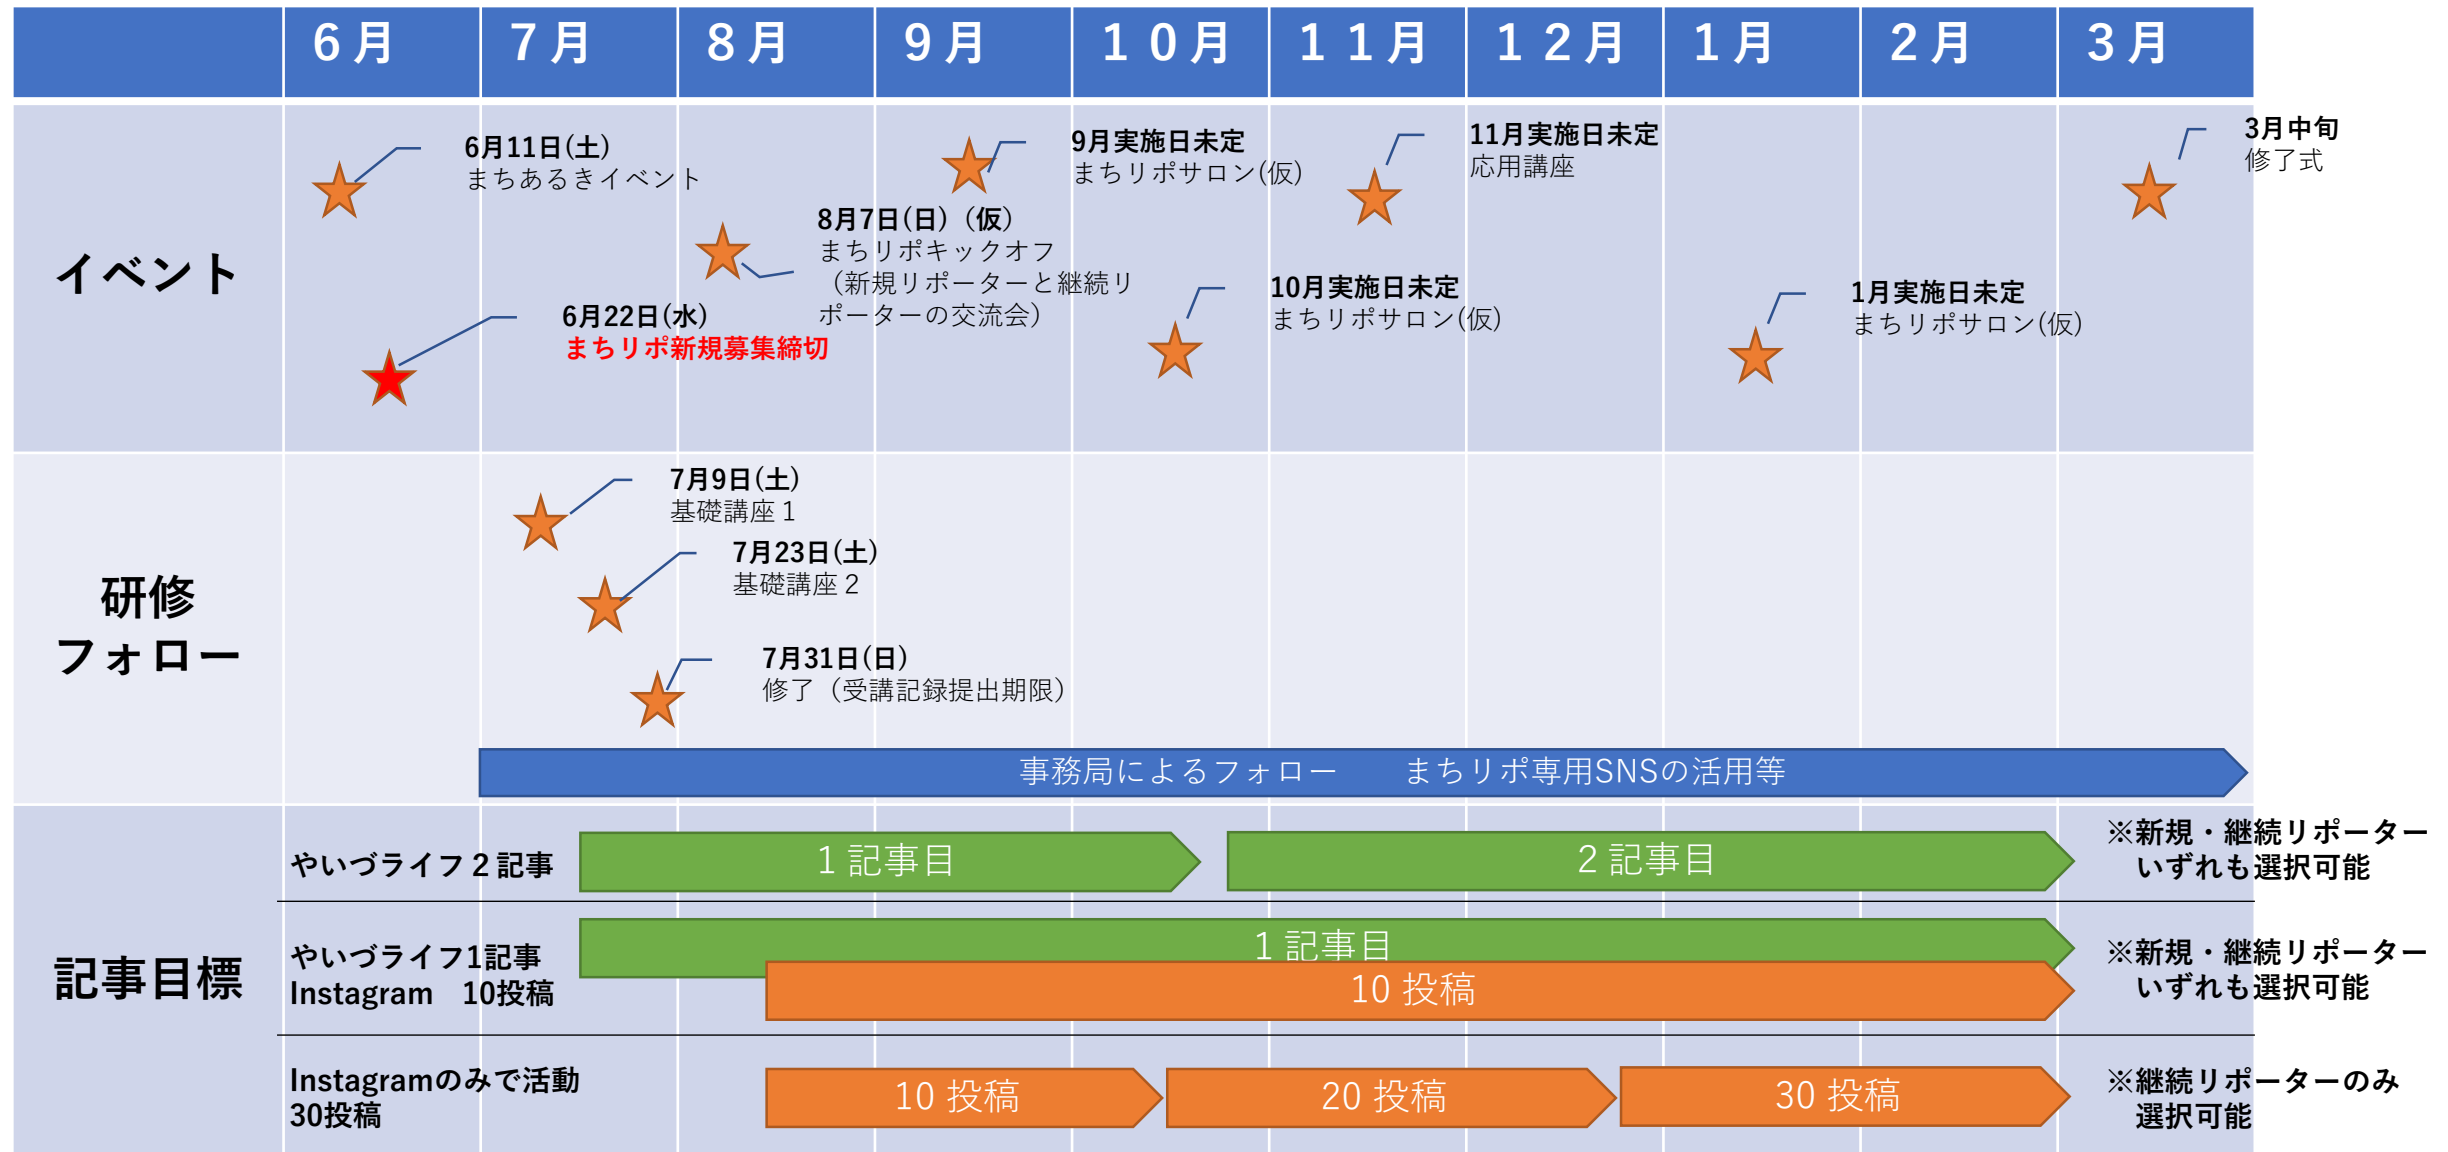 ６月
７月
８月
９月
１０月
１１月
１２月
１月
２月
３月
イベント
6月11日(土)
まちあるきイベント
6月22日(水)
まちリポ新規募集締切
8月7日(日)（仮）
まちリポキックオフ
（新規リポーターと継続リ
ポーターの交流会）
9月実施日未定
まちリポサロン(仮)
10月実施日未定
まちリポサロン(仮)
11月実施日未定
応用講座
1月実施日未定
まちリポサロン(仮)
3月中旬
修了式
研修
フォロー
7月9日(土)
基礎講座１
7月23日(土)
基礎講座２
7月31日(日)
修了（受講記録提出期限）
事務局によるフォロー　　まちリポ専用SNSの活用等
記事目標
やいづライフ２記事
１記事目
２記事目
※新規・継続リポーター
いずれも選択可能
やいづライフ1記事
Instagram　10投稿
１記事目
10 投稿
※新規・継続リポーター
いずれも選択可能
Instagramのみで活動
30投稿
10 投稿
20 投稿
30 投稿
※継続リポーターのみ
選択可能